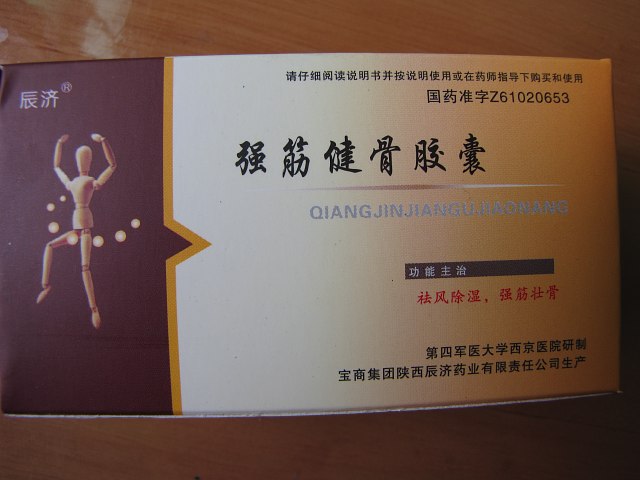 请仔细阅读说明书并按说明使用或在药师指导下购买和使用
国药准字Z61020653
辰济®
强筋健骨胶囊
功能主治
祛风除湿，强筋壮骨
第四军医大学西京医院研制
宝商集团陕西辰济药业有限责任公司生产